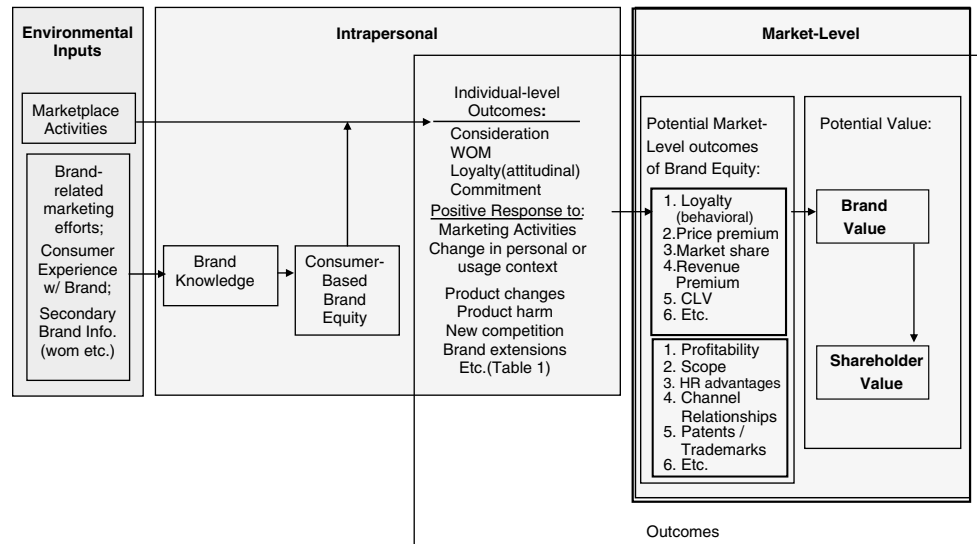 Environmental
Inputs
Marketplace
Activities
Brand-
related
marketing
efforts;
Consumer
Experience
w/ Brand;
Secondary
Brand Info.
(wom etc.)
Intrapersonal
Brand
Knowledge
Consumer-
Based
Brand
Equity
Individual-level
Outcomes:
Consideration
WOM
Loyalty(attitudinal)
Commitment
Positive Response to:
Marketing Activities
Change in personal or
usage context
Product changes
Product harm
New competition
Brand extensions
Etc.(Table 1)
Market-Level
Potential Market-
Level outcomes
of Brand Equity:
1. Loyalty
(behavioral)
2.Price premium
3.Market share
4.Revenue
Premium
5. CLV
6. Etc.
1. Profitability
2. Scope
3. HR advantages
4. Channel
Relationships
5. Patents /
Trademarks
6. Etc.
Potential Value:
Brand
Value
Shareholder
Value
Outcomes